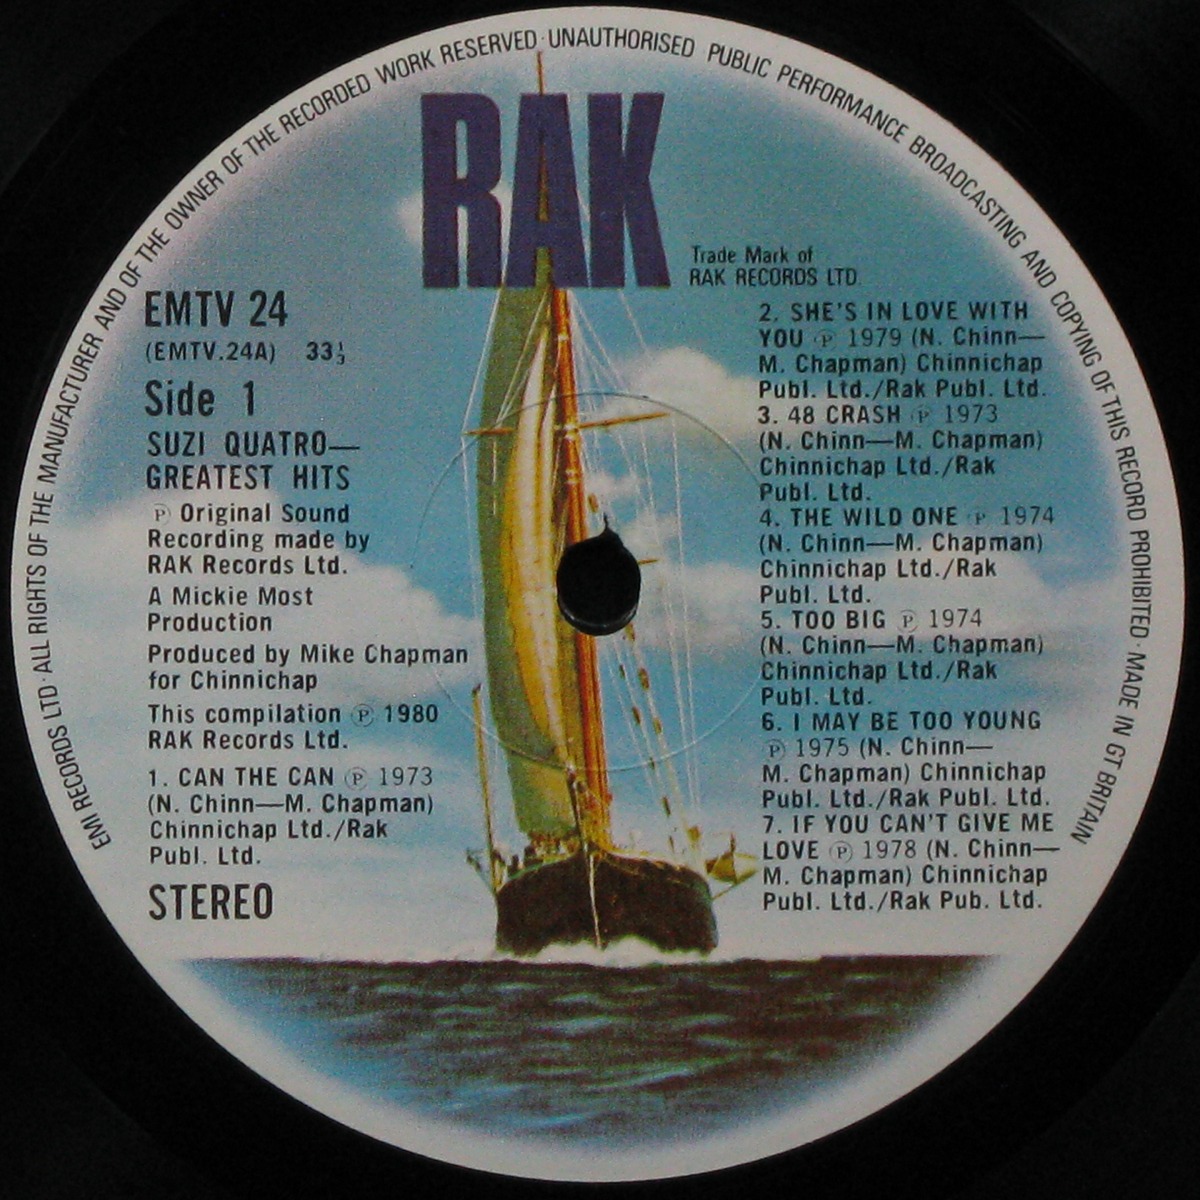 EMI RECORDS LTD · ALL RIGHTS OF THE MANUFACTURER AND OF THE OWNER OF THE RECORDED WORK RESERVED · UNAUTHORISED PUBLIC PERFORMANCE BROADCASTING AND COPYING OF THIS RECORD PROHIBITED · MADE IN GT BRITAIN
RAK
Trade Mark of
RAK RECORDS LTD.
EMTV 24
(EMTV.24A) 33⅓
Side 1
SUZI QUATRO—
GREATEST HITS
Ⓟ Original Sound
Recording made by
RAK Records Ltd.
A Mickie Most
Production
Produced by Mike Chapman
for Chinnichap
This compilation Ⓟ 1980
RAK Records Ltd.
1. CAN THE CAN Ⓟ 1973
(N. Chinn—M. Chapman)
Chinnichap Ltd./Rak
Publ. Ltd.
STEREO
2. SHE'S IN LOVE WITH
YOU Ⓟ 1979 (N. Chinn—
M. Chapman) Chinnichap
Publ. Ltd./Rak Publ. Ltd.
3. 48 CRASH Ⓟ 1973
(N. Chinn—M. Chapman)
Chinnichap Ltd./Rak
Publ. Ltd.
4. THE WILD ONE Ⓟ 1974
(N. Chinn—M. Chapman)
Chinnichap Ltd./Rak
Publ. Ltd.
5. TOO BIG Ⓟ 1974
(N. Chinn—M. Chapman)
Chinnichap Ltd./Rak
Publ. Ltd.
6. I MAY BE TOO YOUNG
Ⓟ 1975 (N. Chinn—
M. Chapman) Chinnichap
Publ. Ltd./Rak Publ. Ltd.
7. IF YOU CAN'T GIVE ME
LOVE Ⓟ 1978 (N. Chinn—
M. Chapman) Chinnichap
Publ. Ltd./Rak Pub. Ltd.